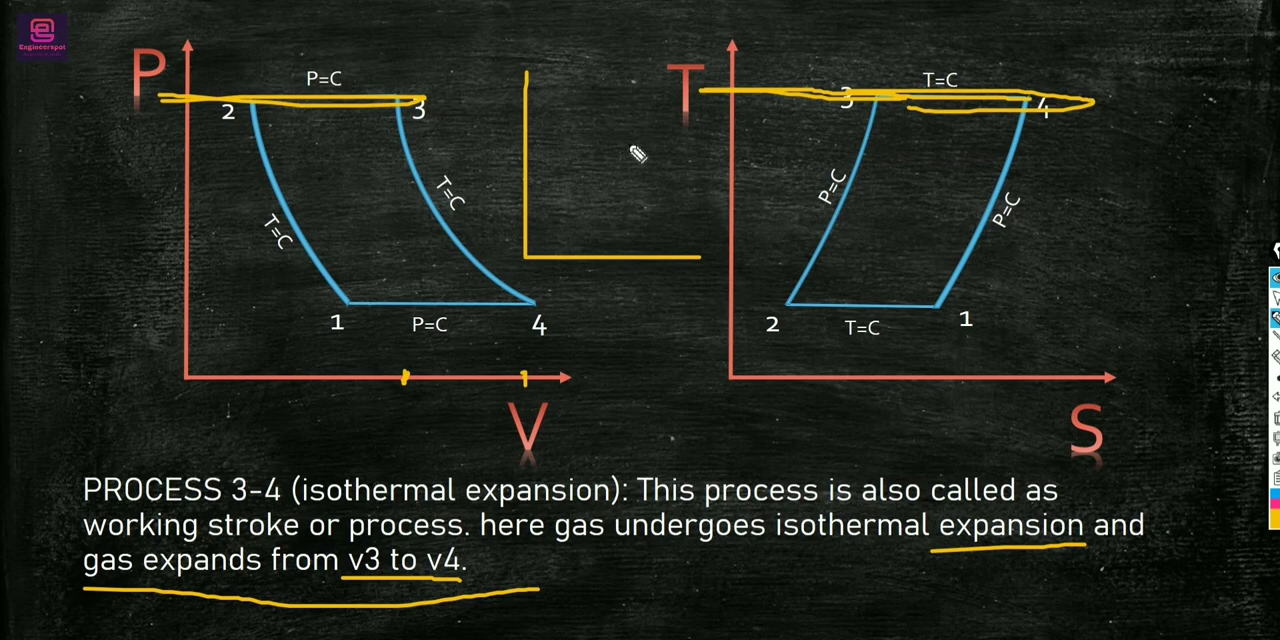 Engineerspot
P
P=C
2
3
T=C
T=C
1
P=C
4
V
T
T=C
3
4
P=C
P=C
2
T=C
1
S
PROCESS 3-4 (isothermal expansion): This process is also called as
working stroke or process. here gas undergoes isothermal expansion and
gas expands from v3 to v4.